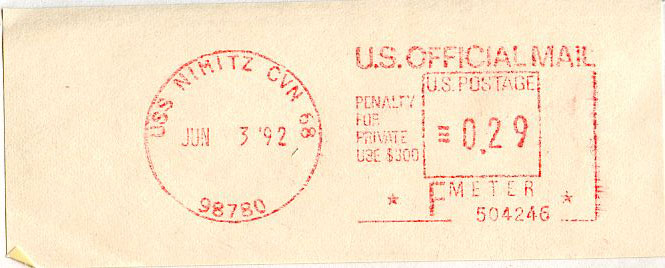 USS NIMITZ CVN 68
JUN 3 '92
98780
U.S. OFFICIAL MAIL
PENALTY
FOR
PRIVATE
USE $300
U.S. POSTAGE
0.29
F METER
504246